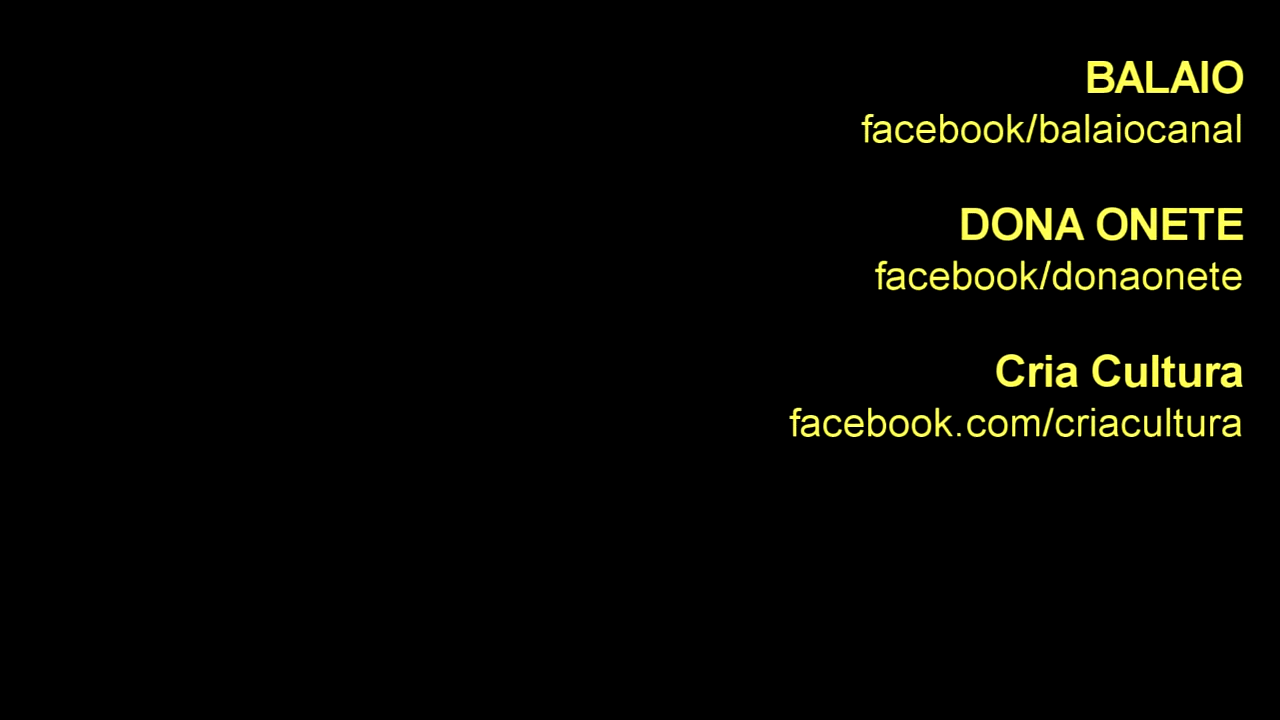 BALAIO
facebook/balaiocanal
DONA ONETE
facebook/donaonete
Cria Cultura
facebook.com/criacultura